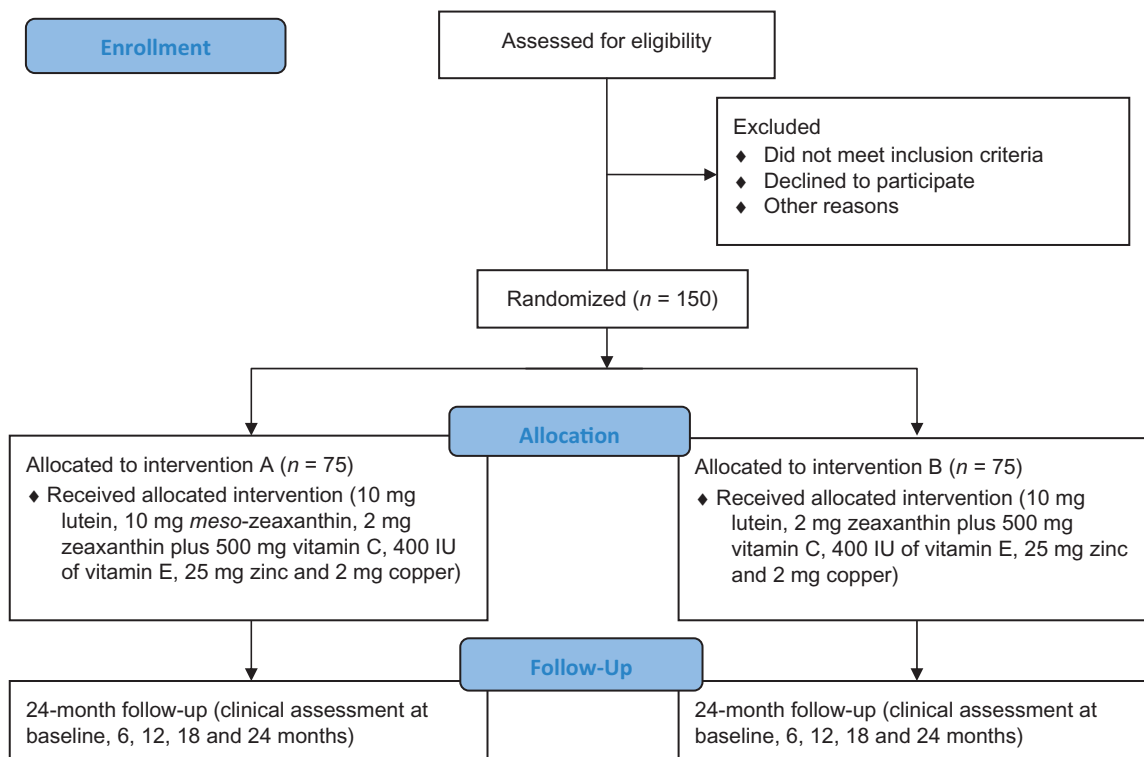 Enrollment
Assessed for eligibility
Excluded
♦ Did not meet inclusion criteria
♦ Declined to participate
♦ Other reasons
Randomized (n = 150)
Allocation
Allocated to intervention A (n = 75)
♦ Received allocated intervention (10 mg
lutein, 10 mg meso-zeaxanthin, 2 mg
zeaxanthin plus 500 mg vitamin C, 400 IU
of vitamin E, 25 mg zinc and 2 mg copper)
Allocated to intervention B (n = 75)
♦ Received allocated intervention (10 mg
lutein, 2 mg zeaxanthin plus 500 mg
vitamin C, 400 IU of vitamin E, 25 mg zinc
and 2 mg copper)
Follow-Up
24-month follow-up (clinical assessment at
baseline, 6, 12, 18 and 24 months)
24-month follow-up (clinical assessment at
baseline, 6, 12, 18 and 24 months)